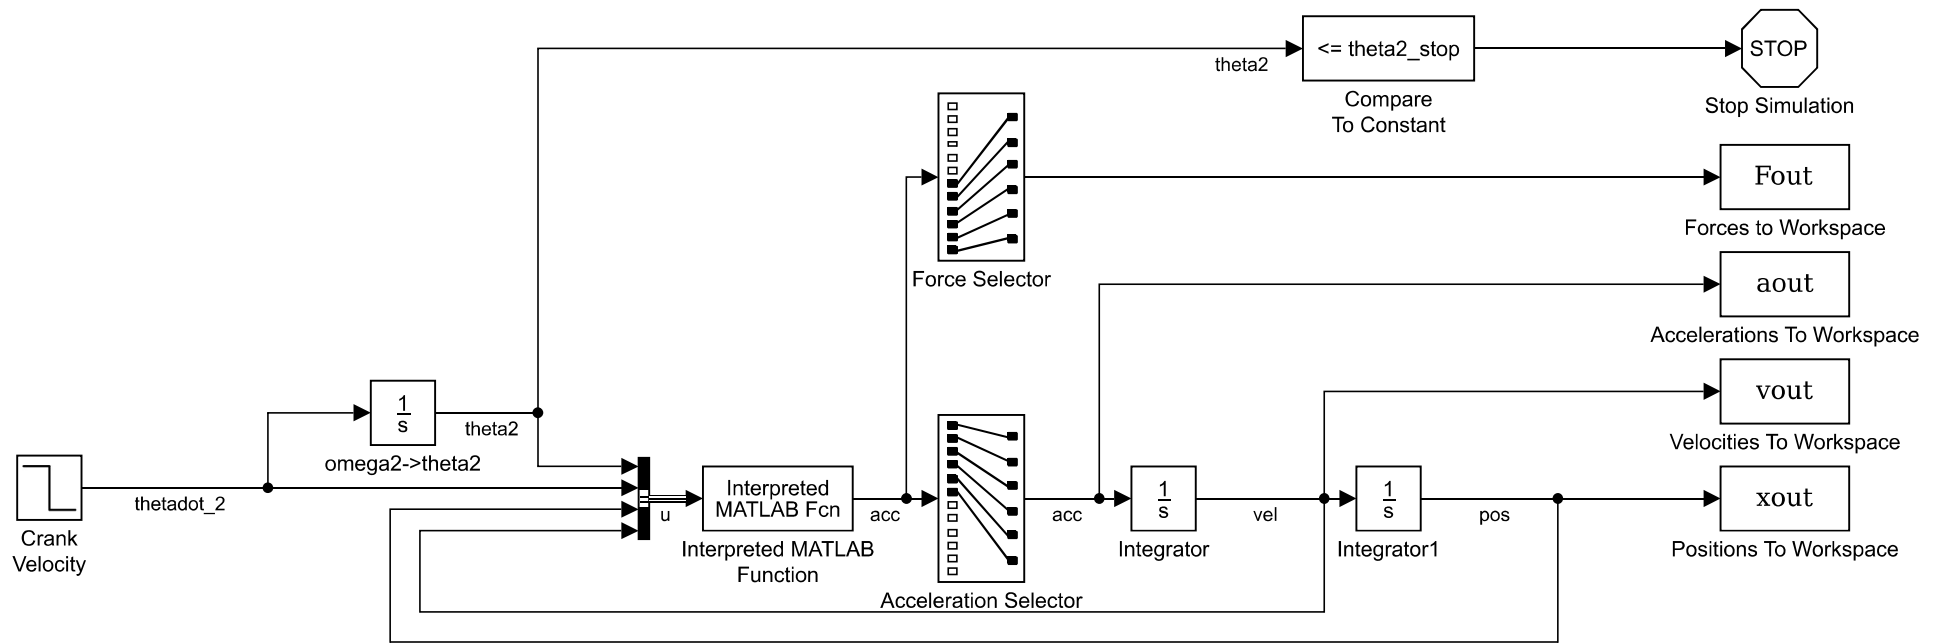 <= theta2_stop
STOP
theta2
Compare
To Constant
Stop Simulation
Fout
Forces to Workspace
Force Selector
aout
Accelerations To Workspace
1
s
theta2
omega2->theta2
vout
Velocities To Workspace
thetadot_2
Crank
Velocity
u
Interpreted
MATLAB Fcn
Interpreted MATLAB
Function
acc
Acceleration Selector
acc
1
s
Integrator
vel
1
s
Integrator1
pos
xout
Positions To Workspace